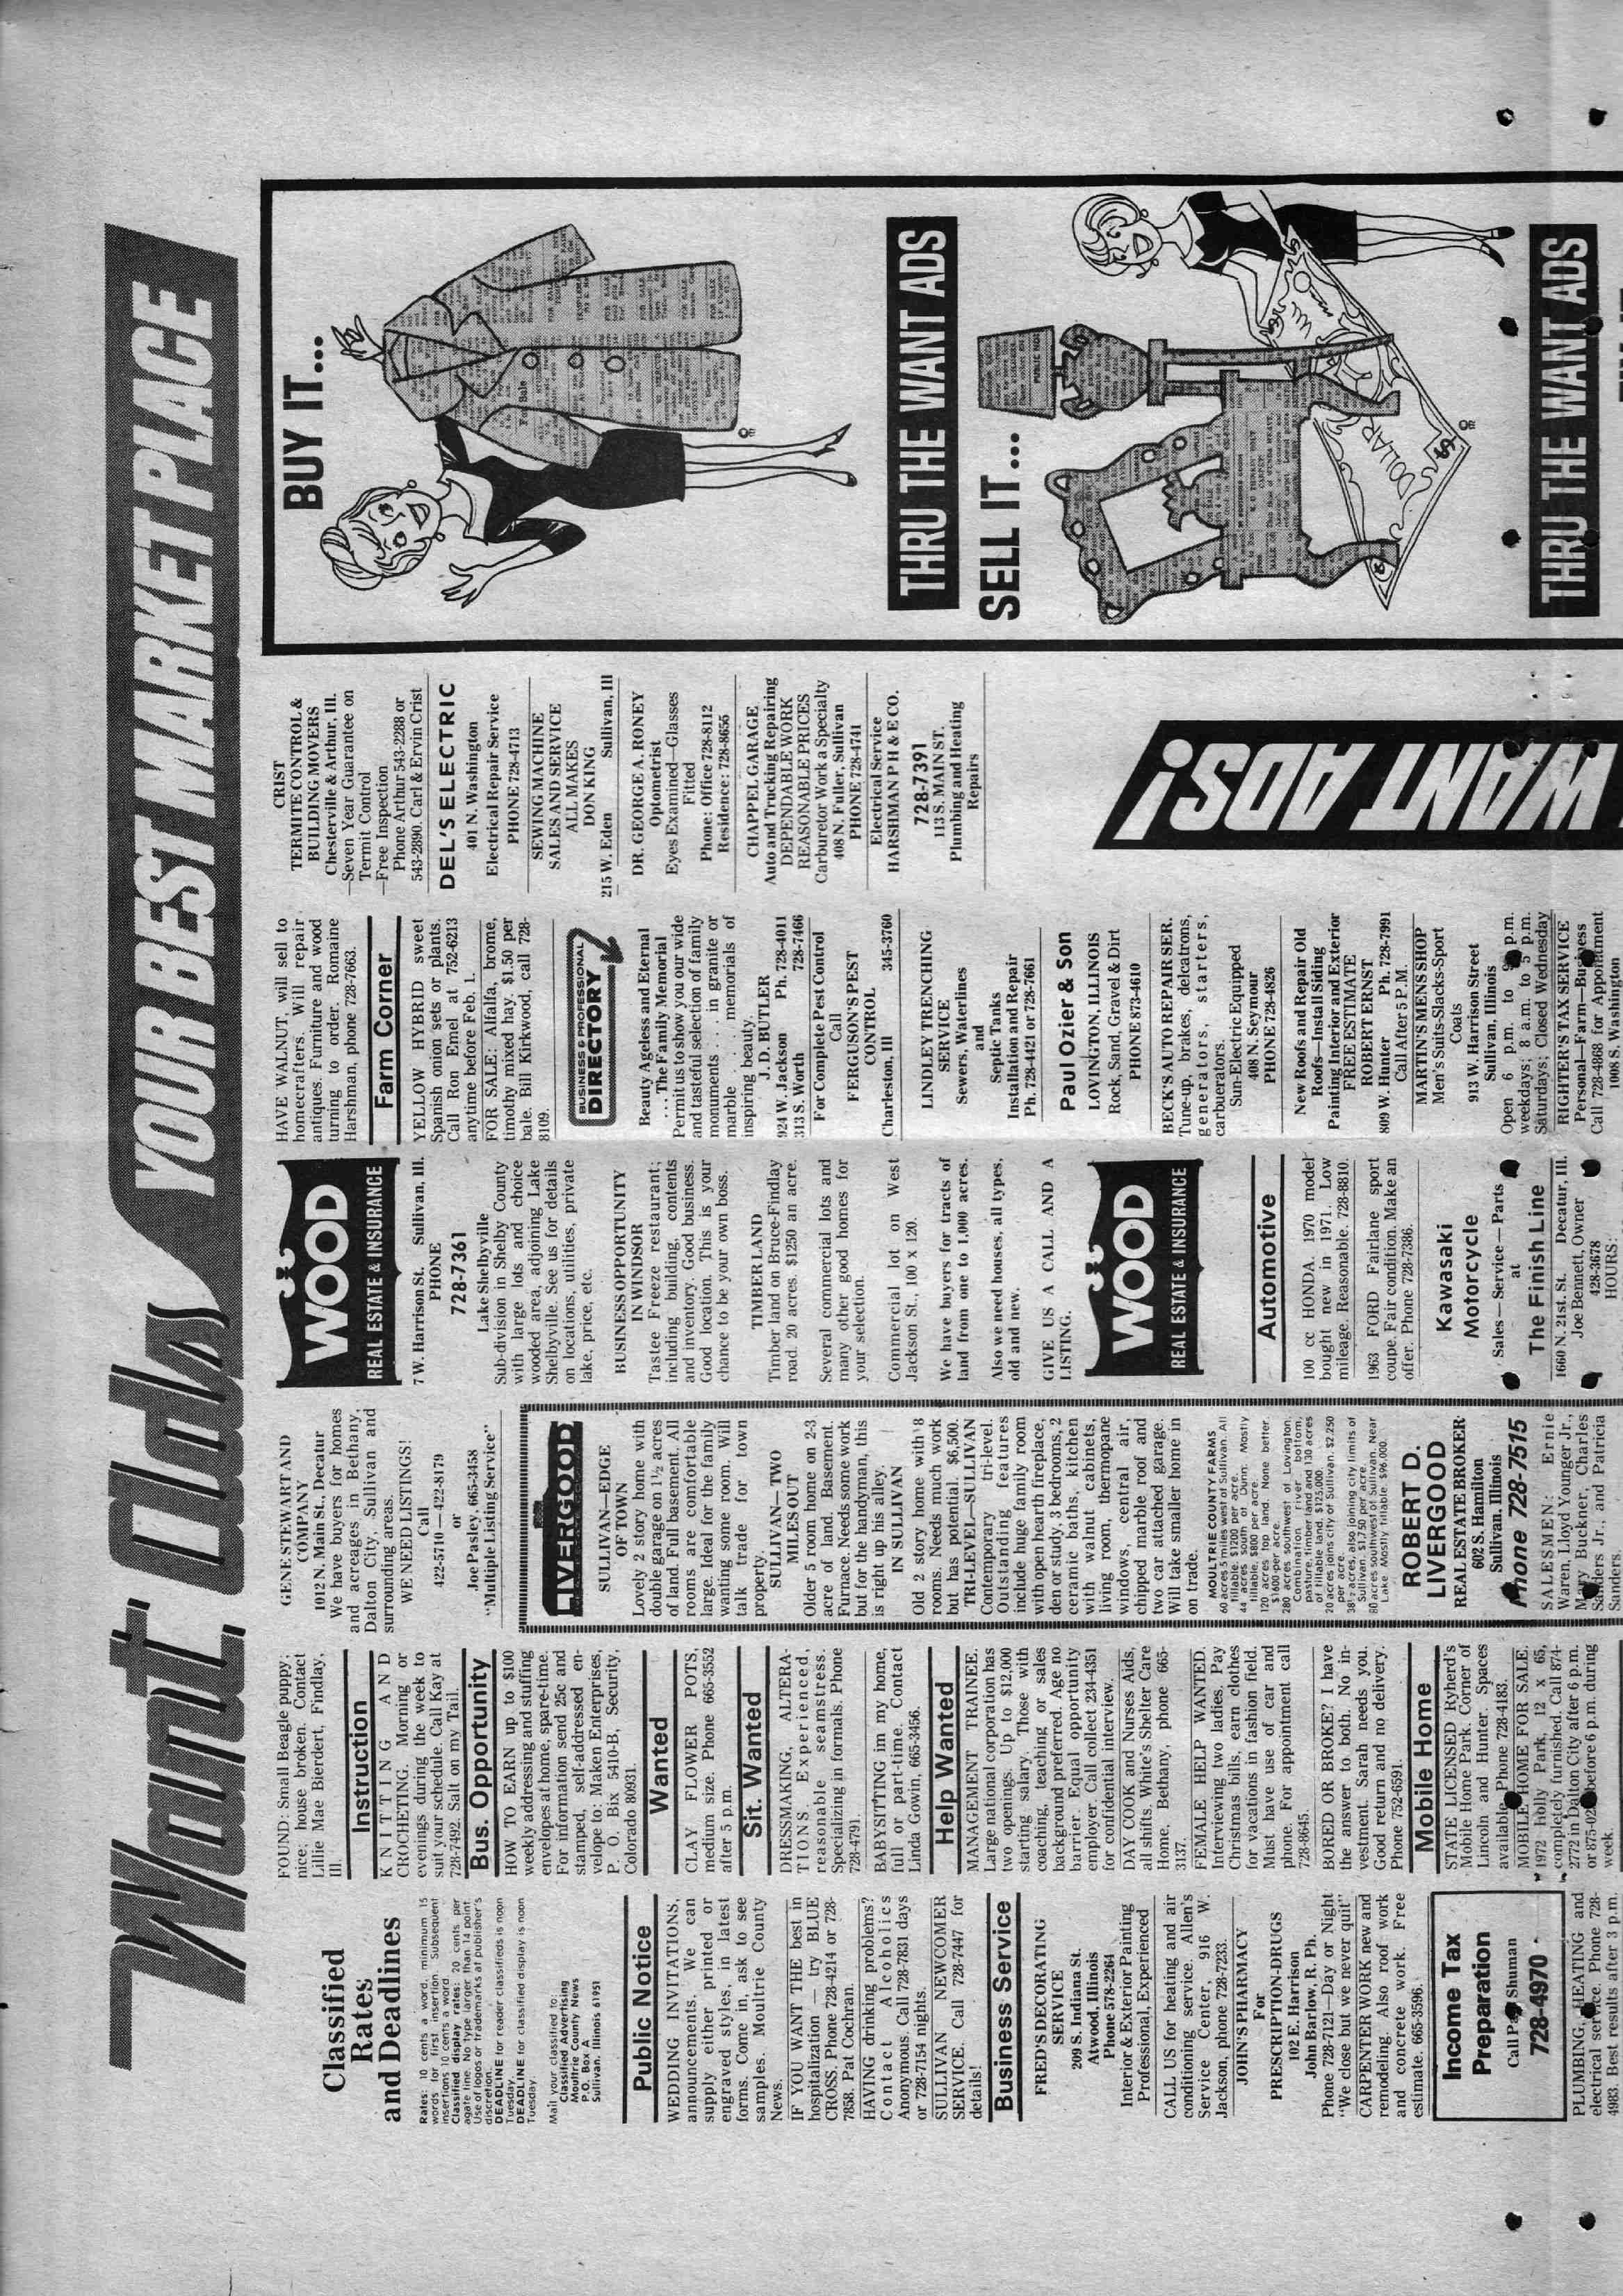 Want Ads YOUR BEST MARKET PLACE
Classified
Rates
and Deadlines
Rates: 10 cents a word, minimum 15
words for first insertion. Subsequent
insertions 10 cents a word.
Classified display rates: 20 cents per
agate line. No type larger than 14 point.
Use of logos or trademarks at publisher's
discretion.
DEADLINE for reader classifieds is noon
Tuesday.
DEADLINE for classified display is noon
Tuesday.
Mail your classified to:
Classified Advertising
Moultrie County News
P.O. Box A
Sullivan, Illinois 61951
Public Notice
WEDDING INVITATIONS,
announcements. We can
supply either printed or
engraved styles, in latest
forms. Come in, ask to see
samples. Moultrie County
News.
IF YOU WANT THE best in
hospitalization — try BLUE
CROSS. Phone 728-4214 or 728-
7858. Pat Cochran.
HAVING drinking problems?
Contact Alcoholics
Anonymous. Call 728-7831 days
or 728-7154 nights.
SULLIVAN NEWCOMER
SERVICE. Call 728-7447 for
details!
Business Service
FRED'S DECORATING
SERVICE
209 S. Indiana St.
Atwood, Illinois
Phone 578-2264
Interior & Exterior Painting
Professional, Experienced
CALL US for heating and air
conditioning service. Allen's
Service Center, 916 W.
Jackson, phone 728-7233.
JOHN'S PHARMACY
For
PRESCRIPTION-DRUGS
102 E. Harrison
John Barlow, R. Ph.
Phone 728-7121—Day or Night
"We close but we never quit"
CARPENTER WORK new and
remodeling. Also roof work
and concrete work. Free
estimate. 665-3596.
Income Tax
Preparation
Call Pat Shuman
728-4970
PLUMBING, HEATING and
electrical service. Phone 728-
4983. Best results after 3 p.m.
FOUND: Small Beagle puppy;
nice; house broken. Contact
Lillie Mae Bierdert, Findlay,
Ill.
Instruction
KNITTING AND
CROCHETING. Morning or
evenings during the week to
suit your schedule. Call Kay at
728-7492. Salt on my Tail.
Bus. Opportunity
HOW TO EARN up to $100
weekly addressing and stuffing
envelopes at home, spare-time.
For information send 25c and
stamped, self-addressed en-
velope to: Maken Enterprises,
P. O. Bix 5410-B, Security,
Colorado 80931.
Wanted
CLAY FLOWER POTS,
medium size. Phone 665-3552
after 5 p.m.
Sit. Wanted
DRESSMAKING, ALTERA-
TIONS. Experienced,
reasonable seamstress.
Specializing in formals. Phone
728-4791.
BABYSITTING im my home,
full or part-time. Contact
Linda Gowin, 665-3456.
Help Wanted
MANAGEMENT TRAINEE.
Large national corporation has
two openings. Up to $12,000
starting salary. Those with
coaching, teaching or sales
background preferred. Age no
barrier. Equal opportunity
employer. Call collect 234-4351
for confidential interview.
DAY COOK and Nurses Aids,
all shifts. White's Shelter Care
Home, Bethany, phone 665-
3137.
FEMALE HELP WANTED.
Interviewing two ladies. Pay
Christmas bills, earn clothes
for vacations in fashion field.
Must have use of car and
phone. For appointment call
728-8645.
BORED OR BROKE? I have
the answer to both. No in-
vestment. Sarah needs you.
Good return and no delivery.
Phone 752-6591.
Mobile Home
STATE LICENSED Ryherd's
Mobile Home Park. Corner of
Lincoln and Hunter. Spaces
available. Phone 728-4183.
MOBILE HOME FOR SALE.
1972 Holly Park, 12 x 65,
completely furnished. Call 874-
2772 in Dalton City after 6 p.m.
or 875-02 before 6 p.m. during
week.
GENE STEWART AND
COMPANY
1012 N. Main St., Decatur
We have buyers for homes
and acreages in Bethany,
Dalton City, Sullivan and
surrounding areas.
WE NEED LISTINGS!
Call
422-5710—422-8179
or
Joe Pasley, 665-3458
"Multiple Listing Service"
LIVERGOOD
SULLIVAN—EDGE
OF TOWN
Lovely 2 story home with
double garage on 1½ acres
of land. Full basement. All
rooms are comfortable
large. Ideal for the family
wanting some room. Will
talk trade for town
property.
SULLIVAN—TWO
MILES OUT
Older 5 room home on 2-3
acre of land. Basement.
Furnace. Needs some work
but for the handyman, this
is right up his alley.
IN SULLIVAN
Old 2 story home with 8
rooms. Needs much work
but has potential. $6,500.
TRI-LEVEL—SULLIVAN
Contemporary tri-level.
Outstanding features
include huge family room
with open hearth fireplace,
den or study, 3 bedrooms, 2
ceramic baths, kitchen
with walnut cabinets,
living room, thermopane
windows, central air,
chipped marble roof and
two car attached garage.
Will take smaller home in
on trade.
MOULTRIE COUNTY FARMS
60 acres 5 miles west of Sullivan. All
tillable. $1200 per acre.
44 acres south of Dunn. Mostly
tillable. $800 per acre.
120 acres top land. None better.
$1600 per acre.
280 acres southwest of Lovington.
Combination river bottom,
pasture, timber land and 130 acres
of tillable land. $125,000.
20 acres joins city of Sullivan. $2,250
per acre.
38½ acres, also joining city limits of
Sullivan. $1,750 per acre.
80 acres southwest of Sullivan. Near
Lake. Mostly tillable. $96,000.
ROBERT D.
LIVERGOOD
REAL ESTATE BROKER
602 S. Hamilton
Sullivan, Illinois
Phone 728-7515
SALESMEN: Ernie
Waren, Lloyd Younger Jr.,
Mary Buckner, Charles
Sanders Jr., and Patricia
Sanders.
WOOD
REAL ESTATE & INSURANCE
7 W. Harrison St. Sullivan, Ill.
PHONE
728-7361
Lake Shelbyville
Sub-division in Shelby County
with large lots and choice
wooded area, adjoining Lake
Shelbyville. See us for details
on locations, utilities, private
lake, price, etc.
BUSINESS OPPORTUNITY
IN WINDSOR
Tastee Freeze restaurant;
including building, contents
and inventory. Good business.
Good location. This is your
chance to be your own boss.
TIMBER LAND
Timber land on Bruce-Findlay
road. 20 acres. $1250 an acre.
Several commercial lots and
many other good homes for
your selection.
Commercial lot on West
Jackson St., 100 x 120.
We have buyers for tracts of
land from one to 1,000 acres.
Also we need houses, all types,
old and new.
GIVE US A CALL AND A
LISTING.
WOOD
REAL ESTATE & INSURANCE
Automotive
100 cc HONDA. 1970 model
bought new in 1971. Low
mileage. Reasonable. 728-8810.
1963 FORD Fairlane sport
coupe. Fair condition. Make an
offer. Phone 728-7386.
Kawasaki
Motorcycle
Sales—Service—Parts
at
The Finish Line
1660 N. 21st. St. Decatur, Ill.
Joe Bennett, Owner
428-3678
HOURS:
HAVE WALNUT, will sell to
homecrafters. Will repair
antiques. Furniture and wood
turning to order. Romaine
Harshman, phone 728-7663.
Farm Corner
YELLOW HYBRID sweet
Spanish onion sets or plants.
Call Ron Emel at 752-6213
anytime before Feb. 1.
FOR SALE: Alfalfa, brome,
timothy mixed hay. $1.50 per
bale. Bill Kirkwood, call 728-
8109.
BUSINESS & PROFESSIONAL
DIRECTORY
Beauty Ageless and Eternal
... The Family Memorial
Permit us to show you our wide
and tasteful selection of family
monuments . . . in granite or
marble . . . memorials of
inspiring beauty.
J. D. BUTLER
924 W. Jackson Ph. 728-4011
313 S. Worth 728-7466
For Complete Pest Control
Call
FERGUSON'S PEST
CONTROL
Charleston, Ill 345-3760
LINDLEY TRENCHING
SERVICE
Sewers, Waterlines
and
Septic Tanks
Installation and Repair
Ph. 728-4421 or 728-7661
Paul Ozier & Son
LOVINGTON, ILLINOIS
Rock, Sand, Gravel & Dirt
PHONE 873-4610
BECK'S AUTO REPAIR SER.
Tune-up, brakes, delcatrons,
generators, starters,
carbuerators.
Sun-Electric Equipped
408 N. Seymour
PHONE 728-4826
New Roofs and Repair Old
Roofs—Install Siding
Painting Interior and Exterior
FREE ESTIMATE
ROBERT ERNST
809 W. Hunter Ph. 728-7991
Call After 5 P.M.
MARTIN'S MENS SHOP
Men's Suits-Slacks-Sport
Coats
913 W. Harrison Street
Sullivan, Illinois
Open 6 p.m. to 9 p.m.
weekdays; 8 a.m. to 5 p.m.
Saturdays; Closed Wednesday
RIGHTER'S TAX SERVICE
Personal—Farm—Business
Call 728-4868 for Appointment
1008 S. Washington
CRIST
TERMITE CONTROL &
BUILDING MOVERS
Chesterville & Arthur, Ill.
—Seven Year Guarantee on
Termit Control
—Free Inspection
Phone Arthur 543-2288 or
543-2890. Carl & Ervin Crist
DEL'S ELECTRIC
401 N. Washington
Electrical Repair Service
PHONE 728-4713
SEWING MACHINE
SALES AND SERVICE
ALL MAKES
DON KING
215 W. Eden Sullivan, Ill
DR. GEORGE A. RONEY
Optometrist
Eyes Examined—Glasses
Fitted
Phone: Office 728-8112
Residence: 728-8656
CHAPPEL GARAGE
Auto and Trucking Repairing
DEPENDABLE WORK
REASONABLE PRICES
Carburetor Work a Specialty
408 N. Fuller, Sullivan
PHONE 728-4741
Electrical Service
HARSHMAN P H & E CO.
728-7391
113 S. MAIN ST.
Plumbing and Heating
Repairs
WANT ADS!
BUY IT...
THRU THE WANT ADS
SELL IT...
DOLLAR
THRU THE WANT ADS